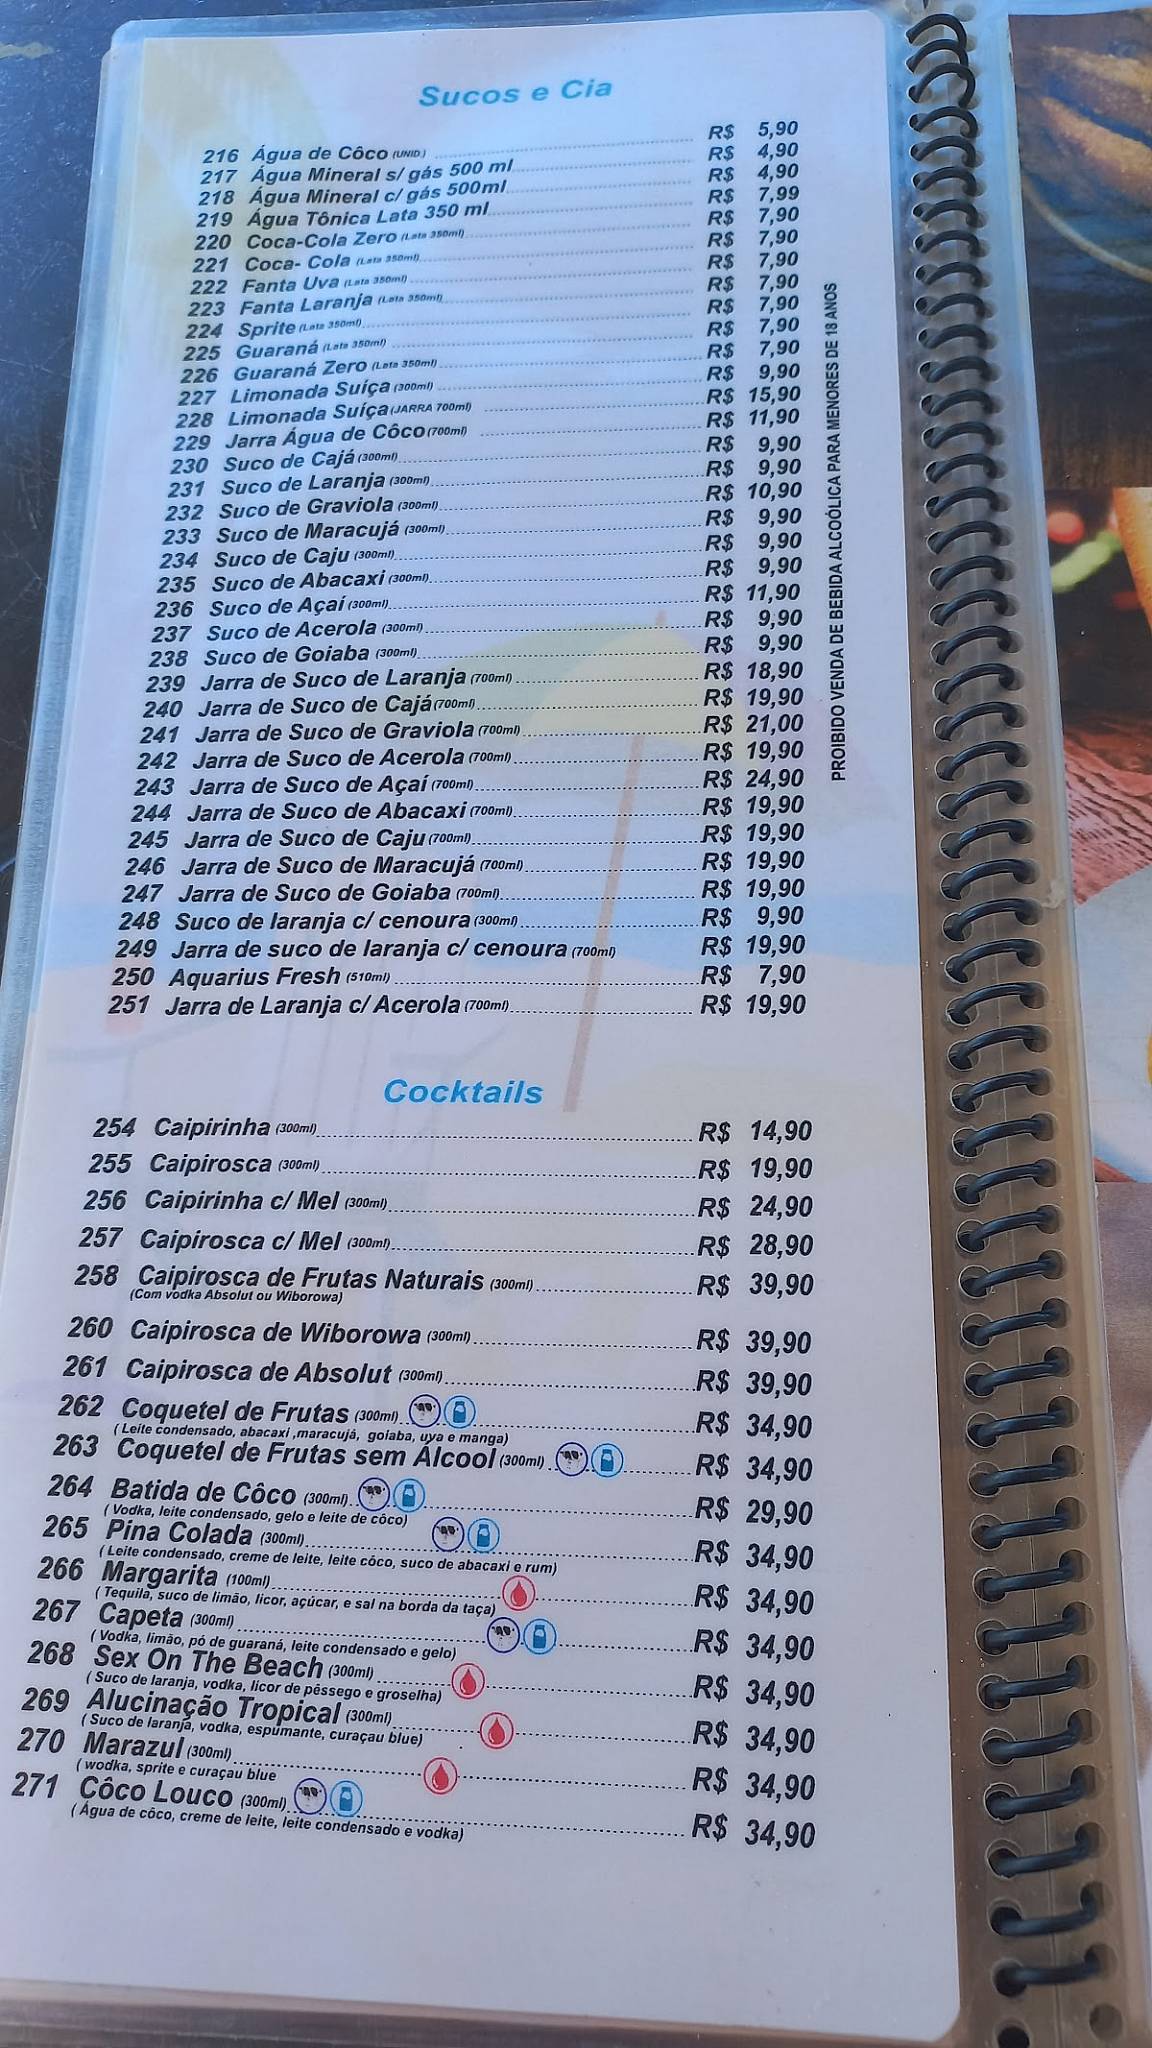 Sucos e Cia
216 Água de Côco (UNID.) R$ 5,90
217 Água Mineral s/ gás 500 ml R$ 4,90
218 Água Mineral c/ gás 500ml R$ 4,90
219 Água Tônica Lata 350 ml R$ 7,99
220 Coca-Cola Zero (Lata 350ml) R$ 7,90
221 Coca- Cola (Lata 350ml) R$ 7,90
222 Fanta Uva (Lata 350ml) R$ 7,90
223 Fanta Laranja (Lata 350ml) R$ 7,90
224 Sprite (Lata 350ml) R$ 7,90
225 Guaraná (Lata 350ml) R$ 7,90
226 Guaraná Zero (Lata 350ml) R$ 7,90
227 Limonada Suíça (300ml) R$ 9,90
228 Limonada Suíça (JARRA 700ml) R$ 15,90
229 Jarra Água de Côco (700ml) R$ 11,90
230 Suco de Cajá (300ml) R$ 9,90
231 Suco de Laranja (300ml) R$ 9,90
232 Suco de Graviola (300ml) R$ 10,90
233 Suco de Maracujá (300ml) R$ 9,90
234 Suco de Caju (300ml) R$ 9,90
235 Suco de Abacaxi (300ml) R$ 9,90
236 Suco de Açaí (300ml) R$ 11,90
237 Suco de Acerola (300ml) R$ 9,90
238 Suco de Goiaba (300ml) R$ 9,90
239 Jarra de Suco de Laranja (700ml) R$ 18,90
240 Jarra de Suco de Cajá (700ml) R$ 19,90
241 Jarra de Suco de Graviola (700ml) R$ 21,00
242 Jarra de Suco de Acerola (700ml) R$ 19,90
243 Jarra de Suco de Açaí (700ml) R$ 24,90
244 Jarra de Suco de Abacaxi (700ml) R$ 19,90
245 Jarra de Suco de Caju (700ml) R$ 19,90
246 Jarra de Suco de Maracujá (700ml) R$ 19,90
247 Jarra de Suco de Goiaba (700ml) R$ 19,90
248 Suco de laranja c/ cenoura (300ml) R$ 9,90
249 Jarra de suco de laranja c/ cenoura (700ml) R$ 19,90
250 Aquarius Fresh (510ml) R$ 7,90
251 Jarra de Laranja c/ Acerola (700ml) R$ 19,90
PROIBIDO VENDA DE BEBIDA ALCOÓLICA PARA MENORES DE 18 ANOS
Cocktails
254 Caipirinha (300ml) R$ 14,90
255 Caipirosca (300ml) R$ 19,90
256 Caipirinha c/ Mel (300ml) R$ 24,90
257 Caipirosca c/ Mel (300ml) R$ 28,90
258 Caipirosca de Frutas Naturais (300ml) R$ 39,90
(Com vodka Absolut ou Wiborowa)
260 Caipirosca de Wiborowa (300ml) R$ 39,90
261 Caipirosca de Absolut (300ml) R$ 39,90
262 Coquetel de Frutas (300ml) R$ 34,90
( Leite condensado, abacaxi ,maracujá, goiaba, uva e manga)
263 Coquetel de Frutas sem Álcool (300ml) R$ 34,90
264 Batida de Côco (300ml) R$ 29,90
( Vodka, leite condensado, gelo e leite de côco)
265 Pina Colada (300ml) R$ 34,90
( Leite condensado, creme de leite, leite côco, suco de abacaxi e rum)
266 Margarita (100ml) R$ 34,90
( Tequila, suco de limão, licor, açúcar, e sal na borda da taça)
267 Capeta (300ml) R$ 34,90
( Vodka, limão, pó de guaraná, leite condensado e gelo)
268 Sex On The Beach (300ml) R$ 34,90
( Suco de laranja, vodka, licor de pêssego e groselha)
269 Alucinação Tropical (300ml) R$ 34,90
( Suco de laranja, vodka, espumante, curaçau blue)
270 Marazul (300ml) R$ 34,90
( wodka, sprite e curaçau blue
271 Côco Louco (300ml) R$ 34,90
( Água de côco, creme de leite, leite condensado e vodka)